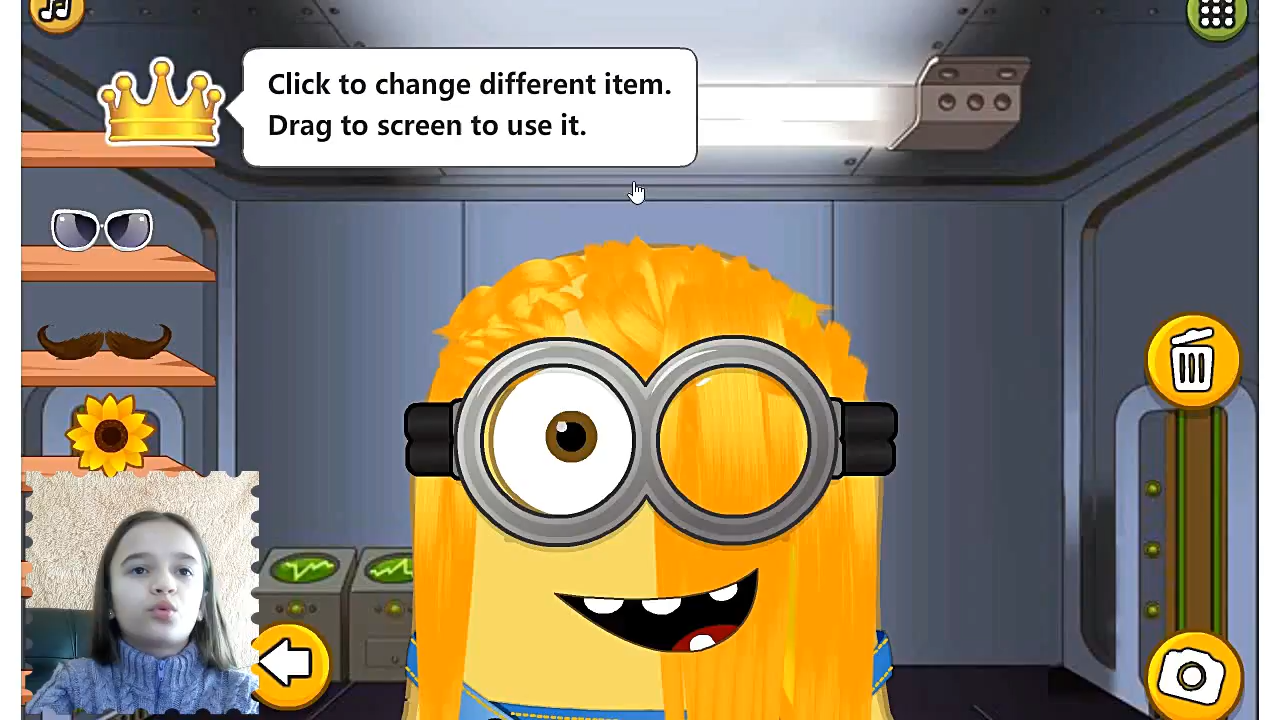 Click to change different item.
Drag to screen to use it.